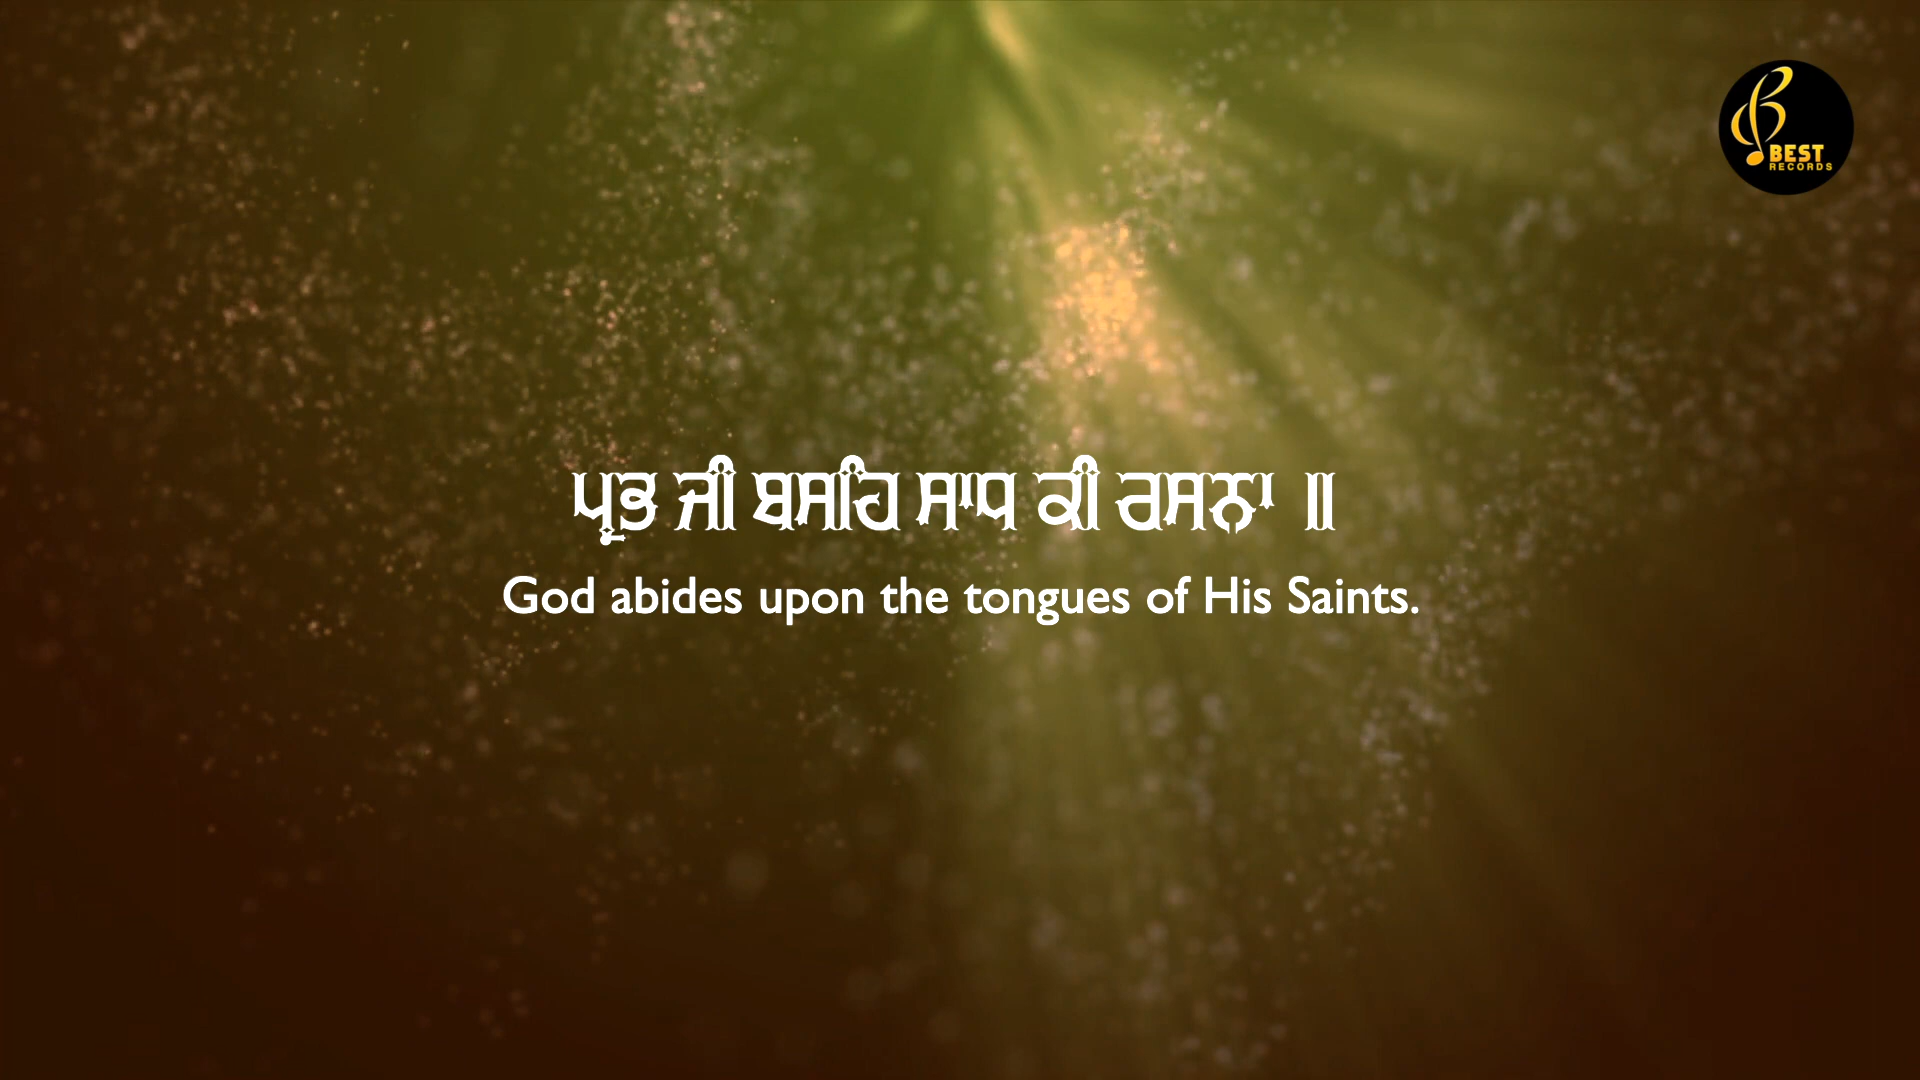 BEST
RECORDS
ਪ੍ਰਭ ਜੀ ਬਸਹਿ ਸਾਧ ਕੀ ਰਸਨਾ ॥
God abides upon the tongues of His Saints.